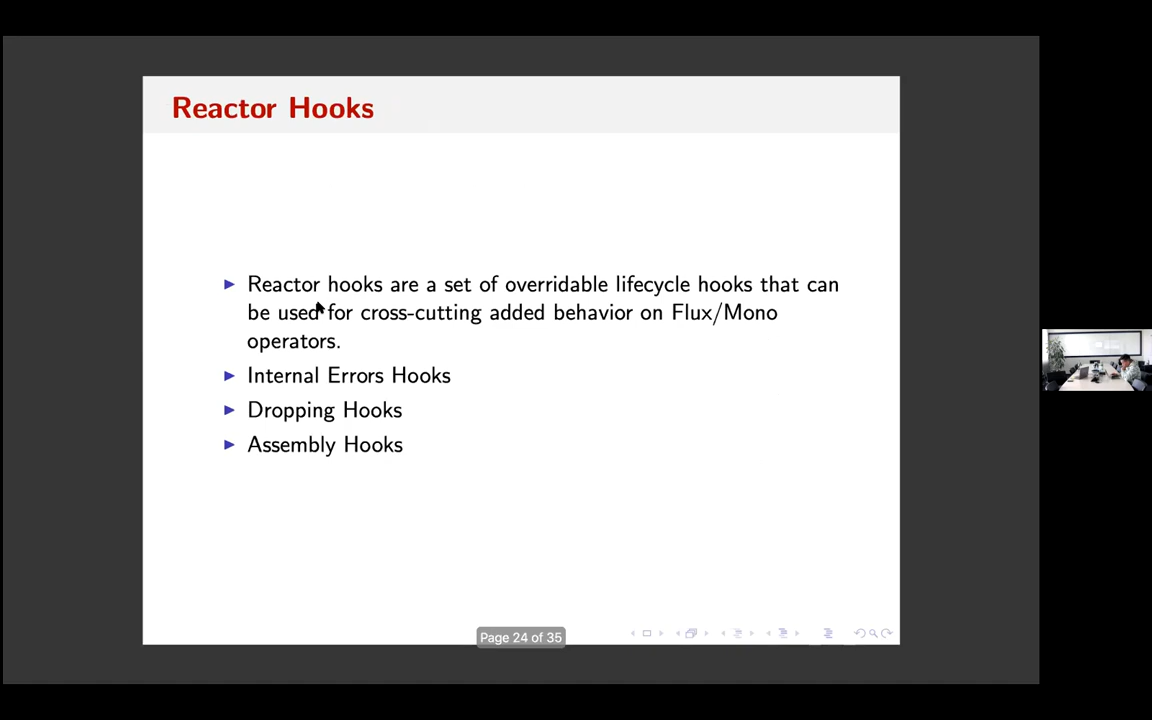 Reactor Hooks
Reactor hooks are a set of overridable lifecycle hooks that can
be used for cross-cutting added behavior on Flux/Mono
operators.
Internal Errors Hooks
Dropping Hooks
Assembly Hooks
Page 24 of 35